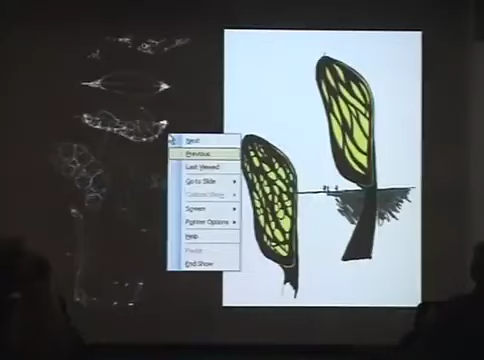 Next
Previous
Last Viewed
Go to Slide
Custom Show
Screen
Pointer Options
Help
Pause
End Show